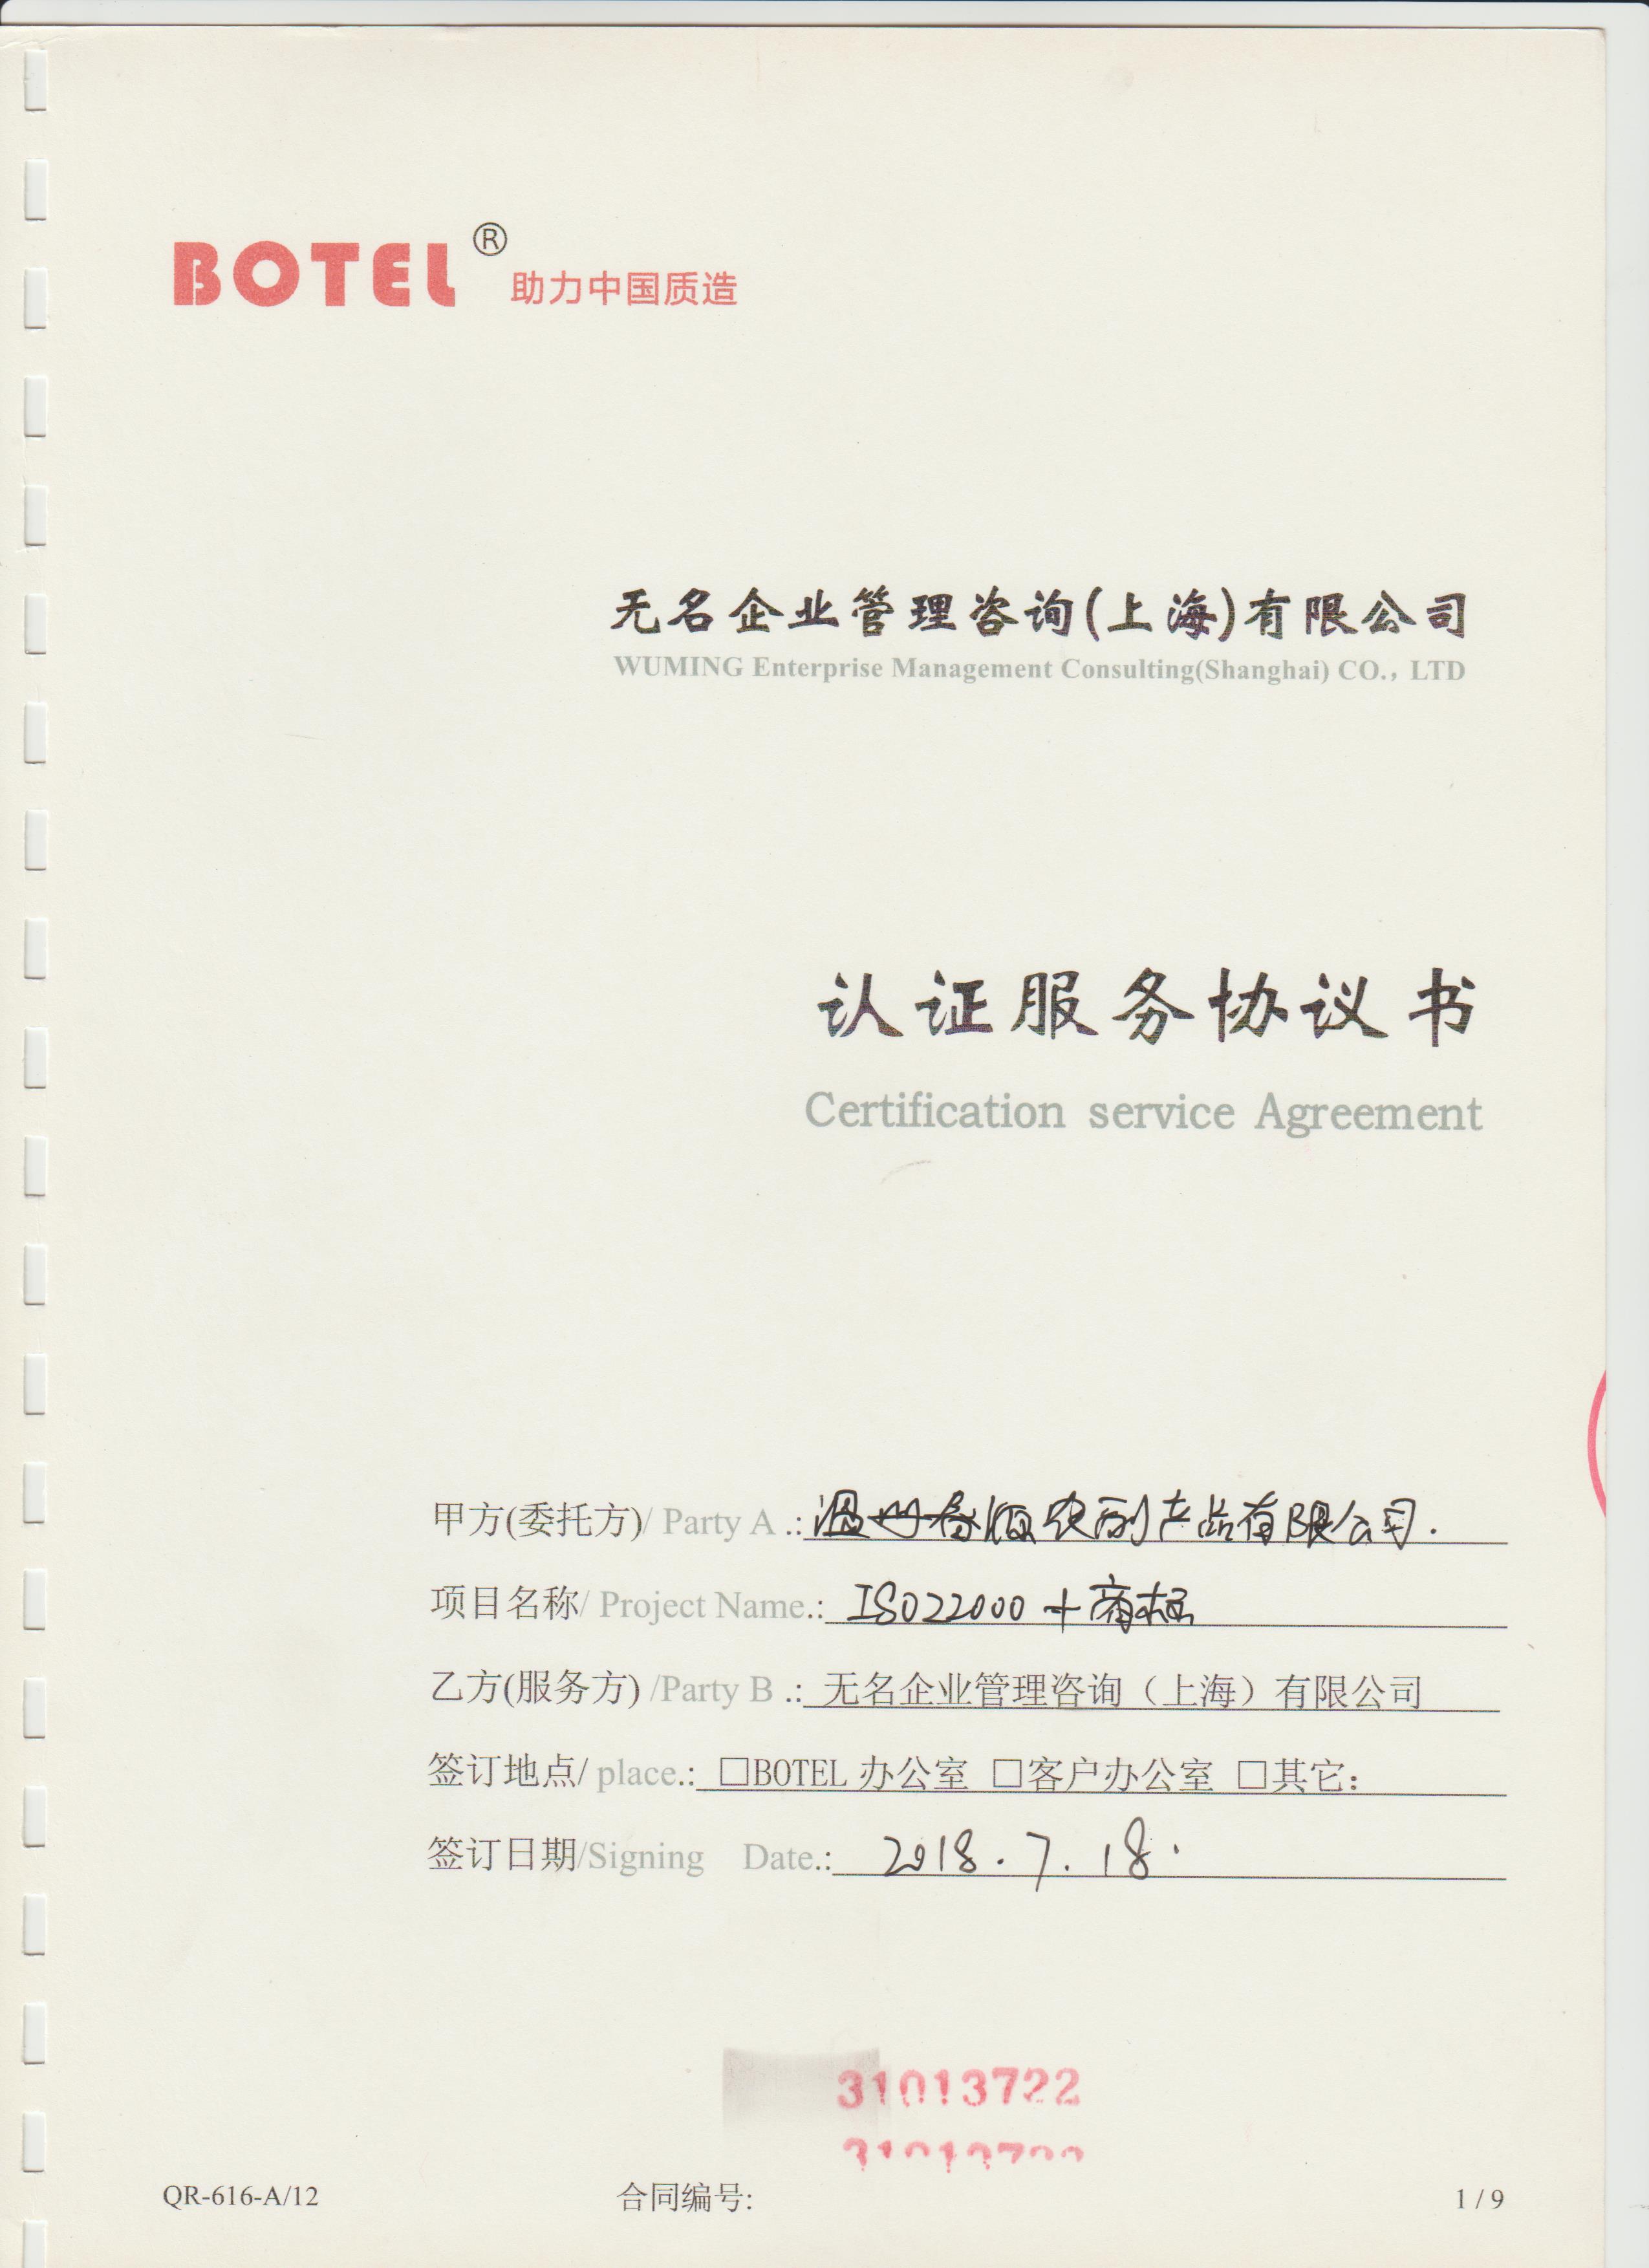 BOTEL® 助力中国质造
无名企业管理咨询(上海)有限公司
WUMING Enterprise Management Consulting(Shanghai) CO., LTD
认证服务协议书
Certification service Agreement
甲方(委托方)/ Party A .: 温州春恒农副产品有限公司.
项目名称/ Project Name.: ISO22000 + 商标
乙方(服务方) /Party B .: 无名企业管理咨询（上海）有限公司
签订地点/ place.: □BOTEL 办公室 □客户办公室 □其它:
签订日期/Signing Date.: 2018.7.18.
31013722
31013722
QR-616-A/12 合同编号: 1 / 9